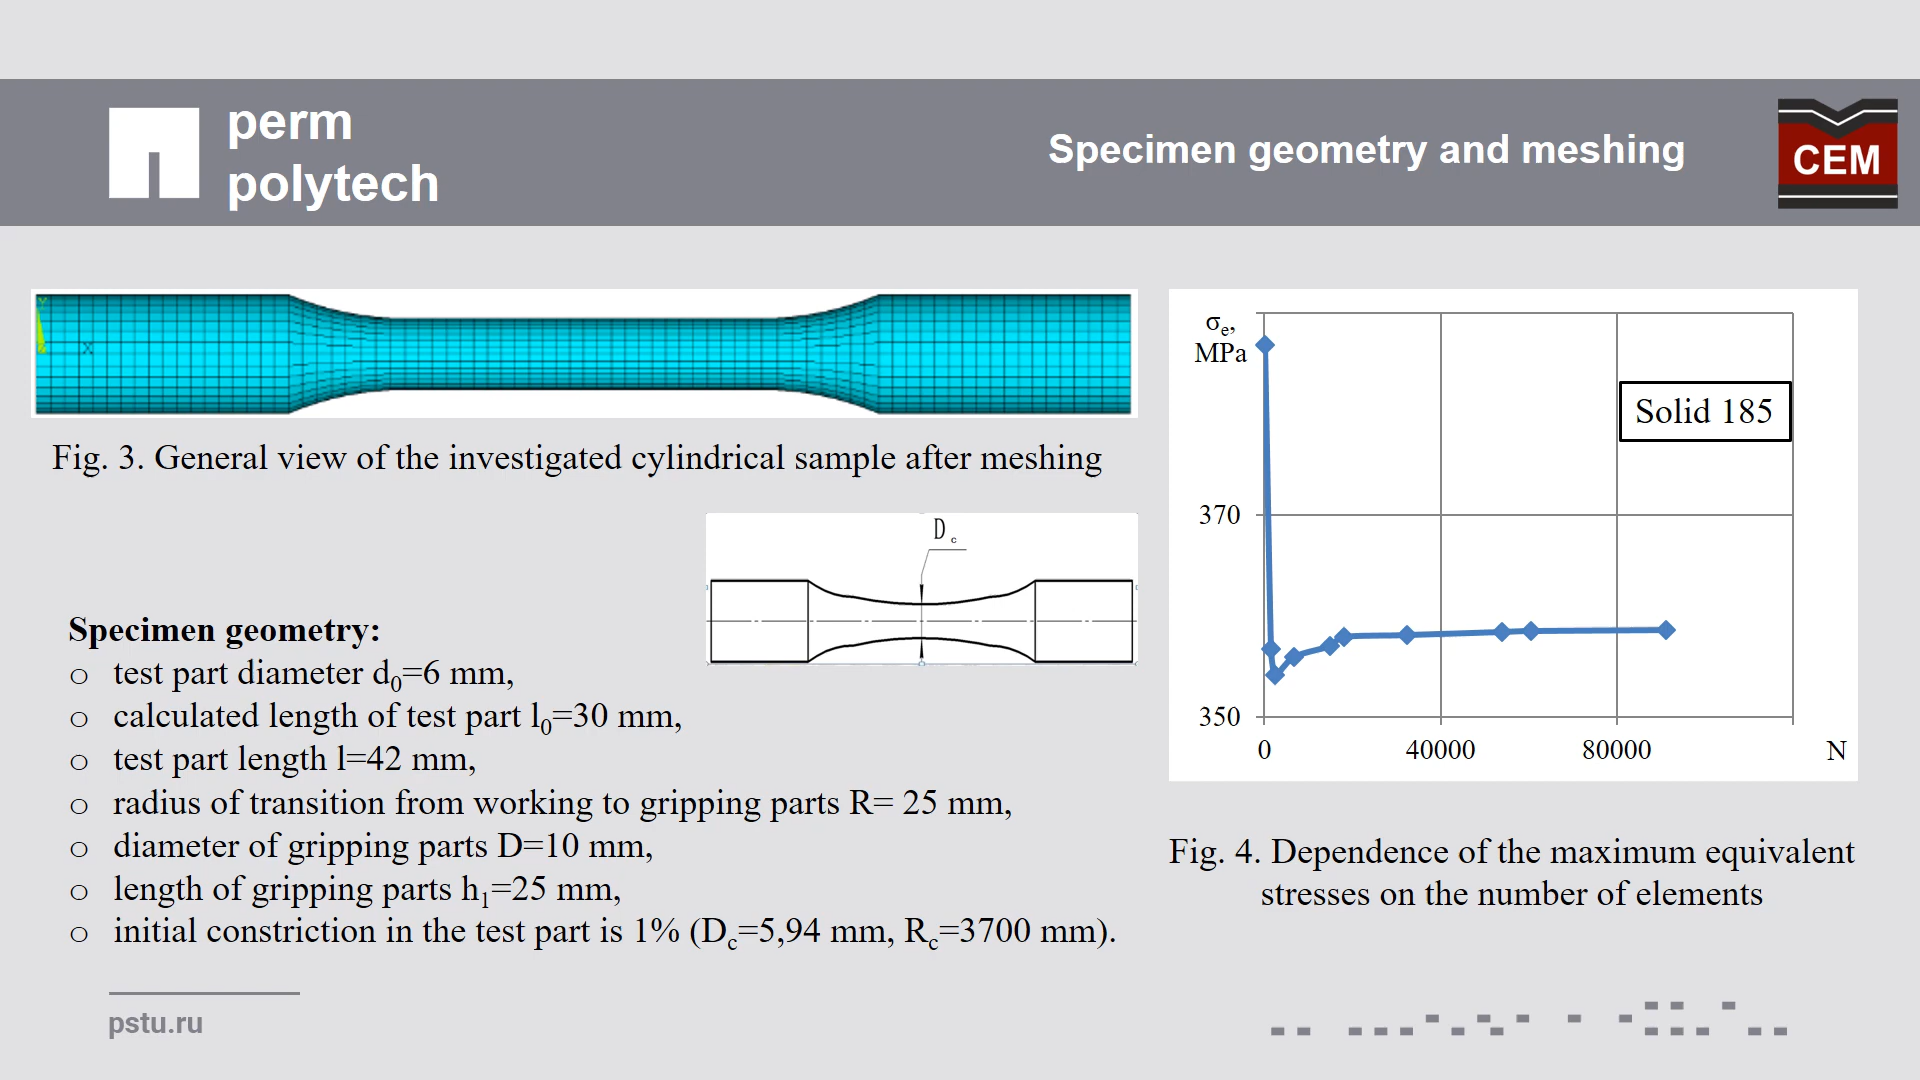 perm
polytech
Specimen geometry and meshing
CEM
Y
Z
X
Fig. 3. General view of the investigated cylindrical sample after meshing
Dc
Specimen geometry:
o test part diameter d0=6 mm,
o calculated length of test part l0=30 mm,
o test part length l=42 mm,
o radius of transition from working to gripping parts R= 25 mm,
o diameter of gripping parts D=10 mm,
o length of gripping parts h1=25 mm,
o initial constriction in the test part is 1% (Dc=5,94 mm, Rc=3700 mm).
σe,
MPa
Solid 185
370
350
0 40000 80000 N
Fig. 4. Dependence of the maximum equivalent
stresses on the number of elements
pstu.ru